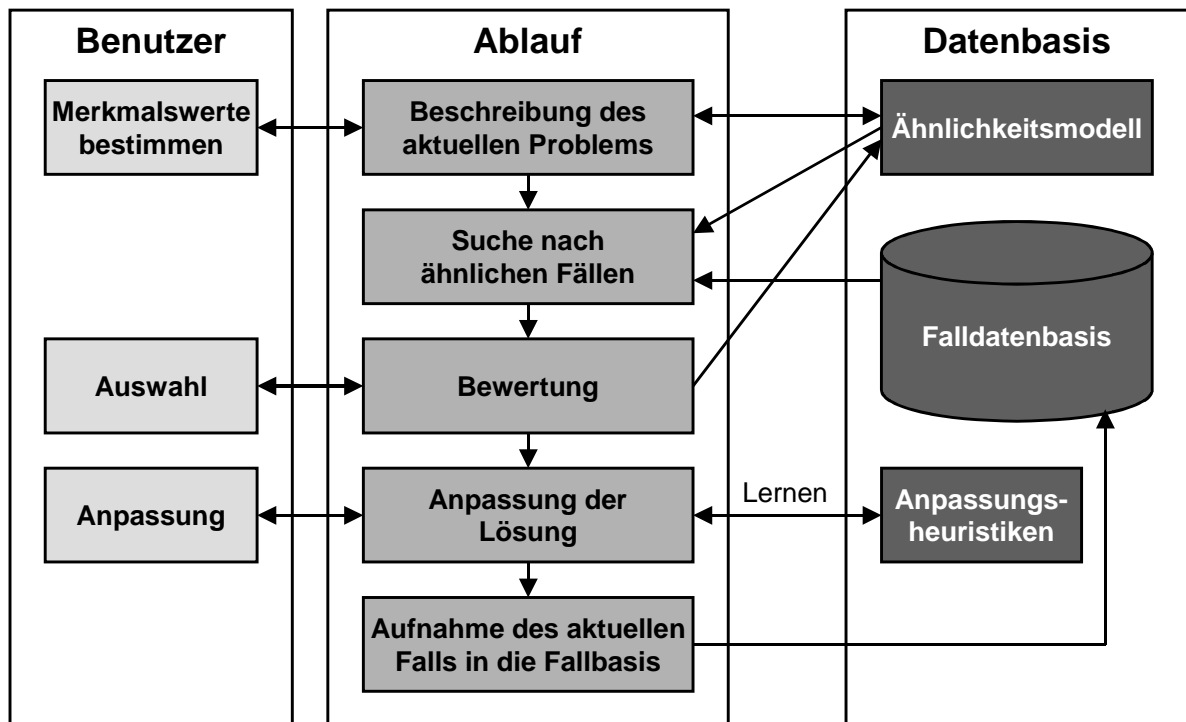 Benutzer
Ablauf
Datenbasis
Merkmalswerte
bestimmen
Beschreibung des
aktuellen Problems
Ähnlichkeitsmodell
Suche nach
ähnlichen Fällen
Falldatenbasis
Auswahl
Bewertung
Anpassung
Anpassung der
Lösung
Lernen
Anpassungs-
heuristiken
Aufnahme des aktuellen
Falls in die Fallbasis